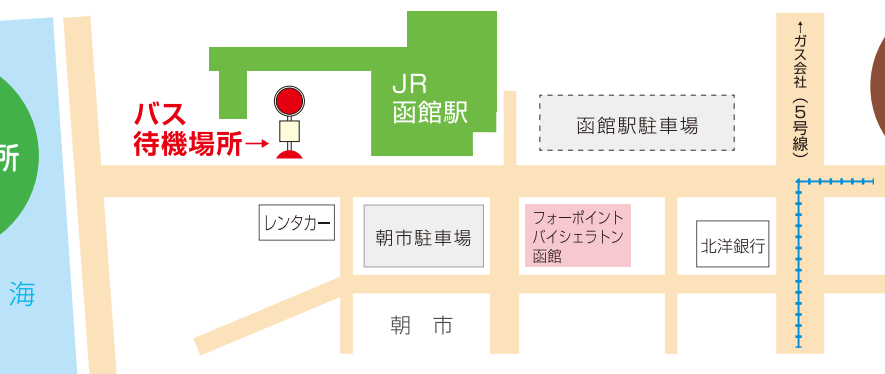 ↑ガス会社（5号線）
JR
函館駅
バス
待機場所→
函館駅駐車場
所
レンタカー
朝市駐車場
フォーポイント
バイシェラトン
函館
北洋銀行
海
朝 市